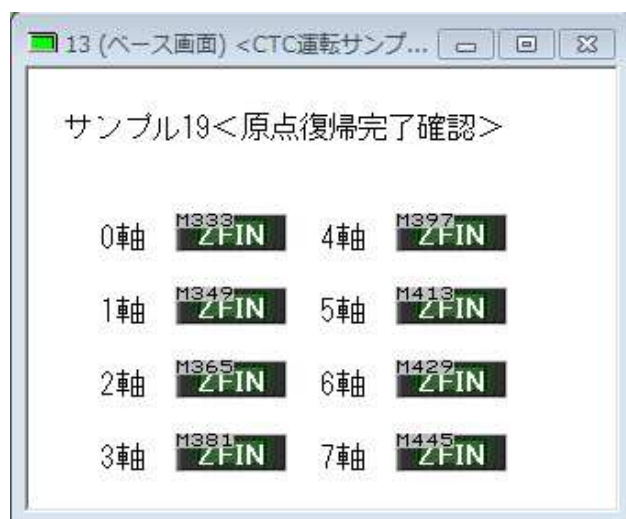 13 (ベース画面) <CTC運転サンプ...
サンプル19<原点復帰完了確認>
0軸 M333 ZFIN 4軸 M397 ZFIN
1軸 M349 ZFIN 5軸 M413 ZFIN
2軸 M365 ZFIN 6軸 M429 ZFIN
3軸 M381 ZFIN 7軸 M445 ZFIN